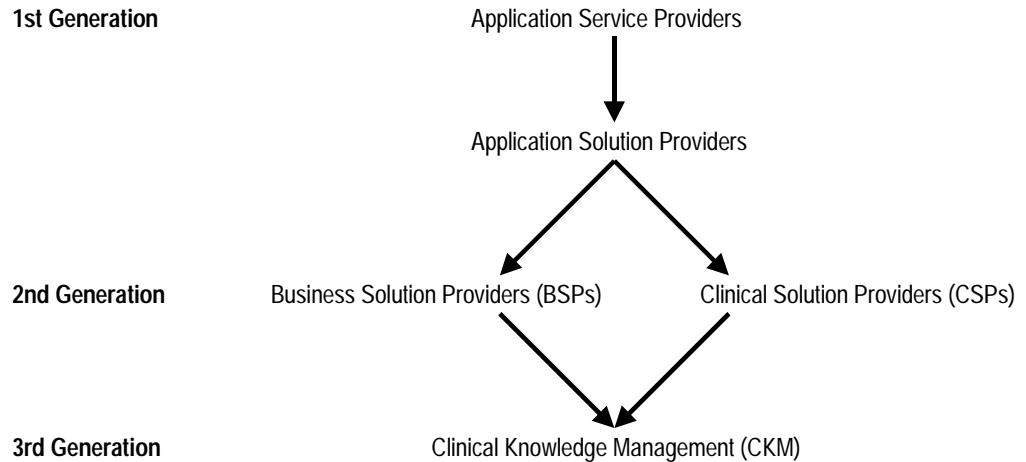 1st Generation Application Service Providers
Application Solution Providers
2nd Generation Business Solution Providers (BSPs) Clinical Solution Providers (CSPs)
3rd Generation Clinical Knowledge Management (CKM)